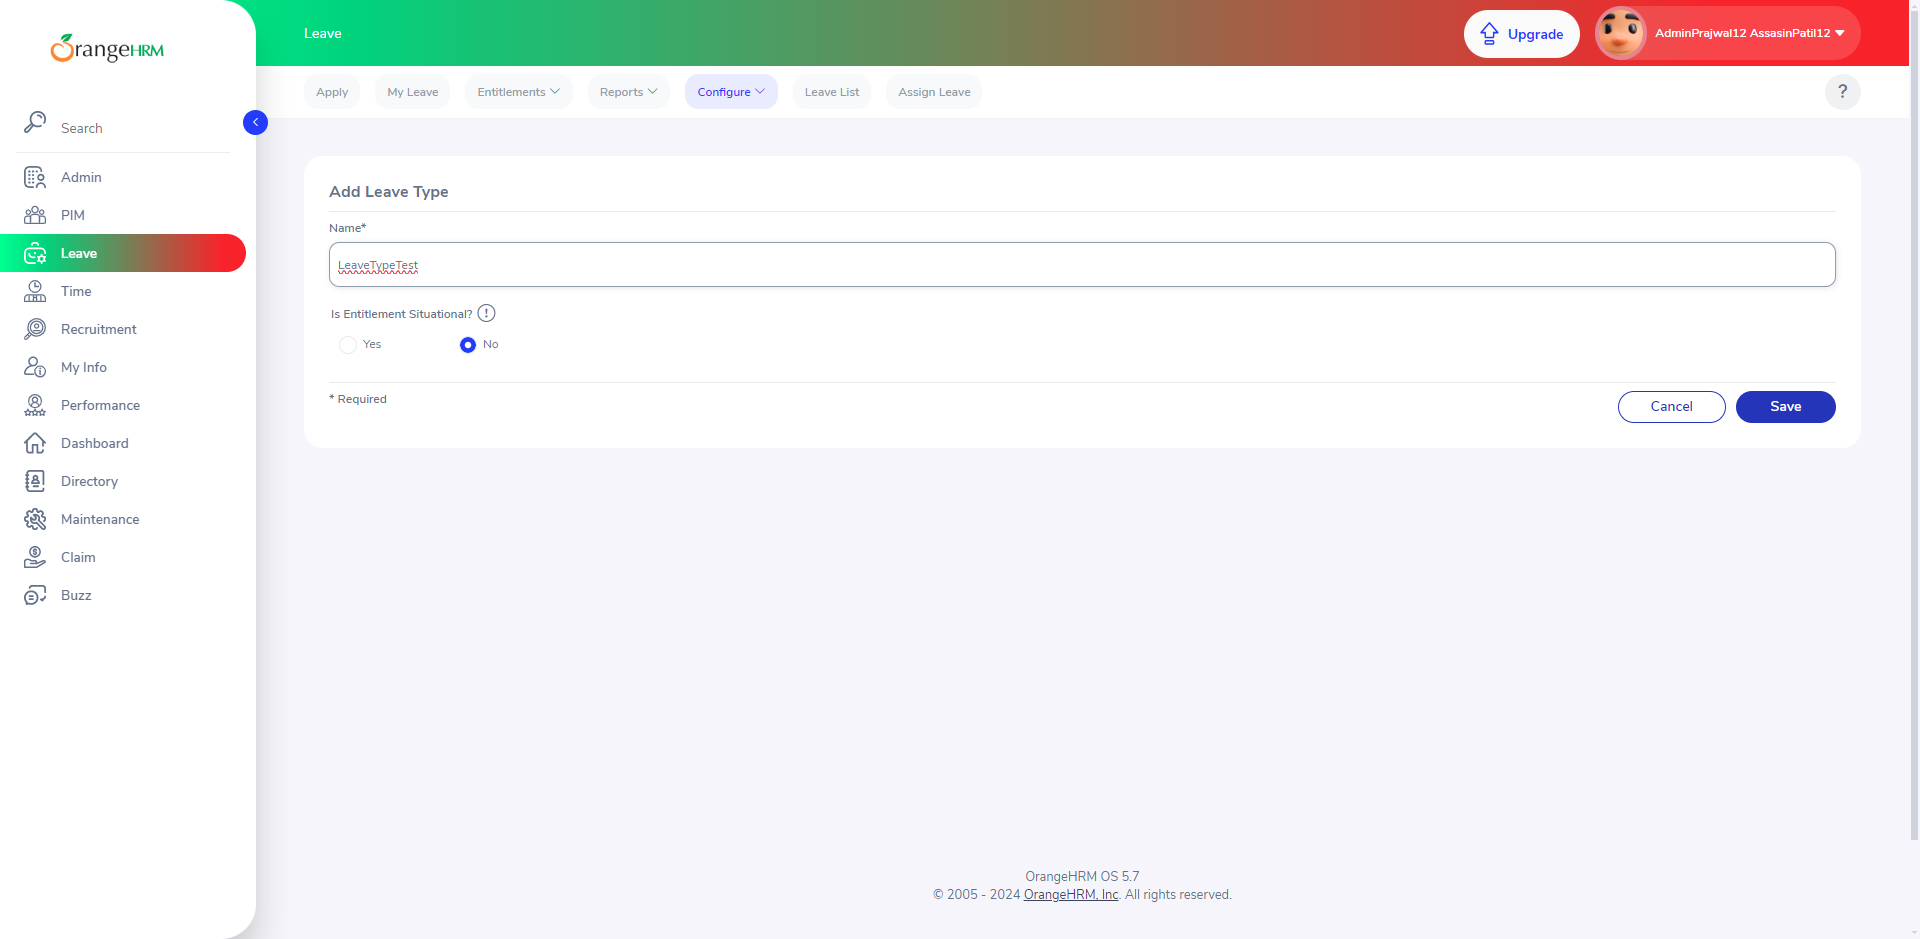 OrangeHRM
Leave
Upgrade
AdminPrajwal12 AssasinPatil12
Apply
My Leave
Entitlements
Reports
Configure
Leave List
Assign Leave
?
Search
Admin
PIM
Leave
Time
Recruitment
My Info
Performance
Dashboard
Directory
Maintenance
Claim
Buzz
Add Leave Type
Name*
LeaveTypeTest
Is Entitlement Situational? !
Yes
No
* Required
Cancel
Save
OrangeHRM OS 5.7
© 2005 - 2024 OrangeHRM, Inc. All rights reserved.